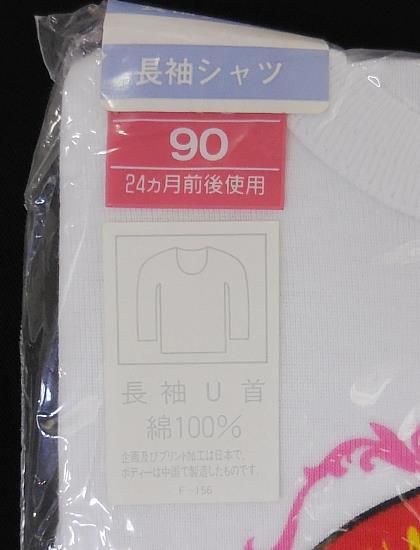 長袖シャツ
90
24ヵ月前後使用
長袖U首
綿100%
企画及びプリント加工は日本で、
ボディーは中国で製造したものです。
F-156